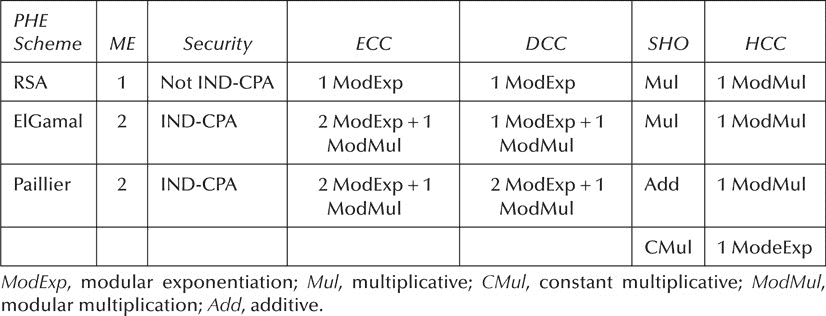 PHE
Scheme ME Security ECC DCC SHO HCC
RSA 1 Not IND-CPA 1 ModExp 1 ModExp Mul 1 ModMul
ElGamal 2 IND-CPA 2 ModExp + 1 1 ModExp + 1 Mul 1 ModMul
ModMul ModMul
Paillier 2 IND-CPA 2 ModExp + 1 2 ModExp + 1 Add 1 ModMul
ModMul ModMul
CMul 1 ModeExp
ModExp, modular exponentiation; Mul, multiplicative; CMul, constant multiplicative; ModMul,
modular multiplication; Add, additive.